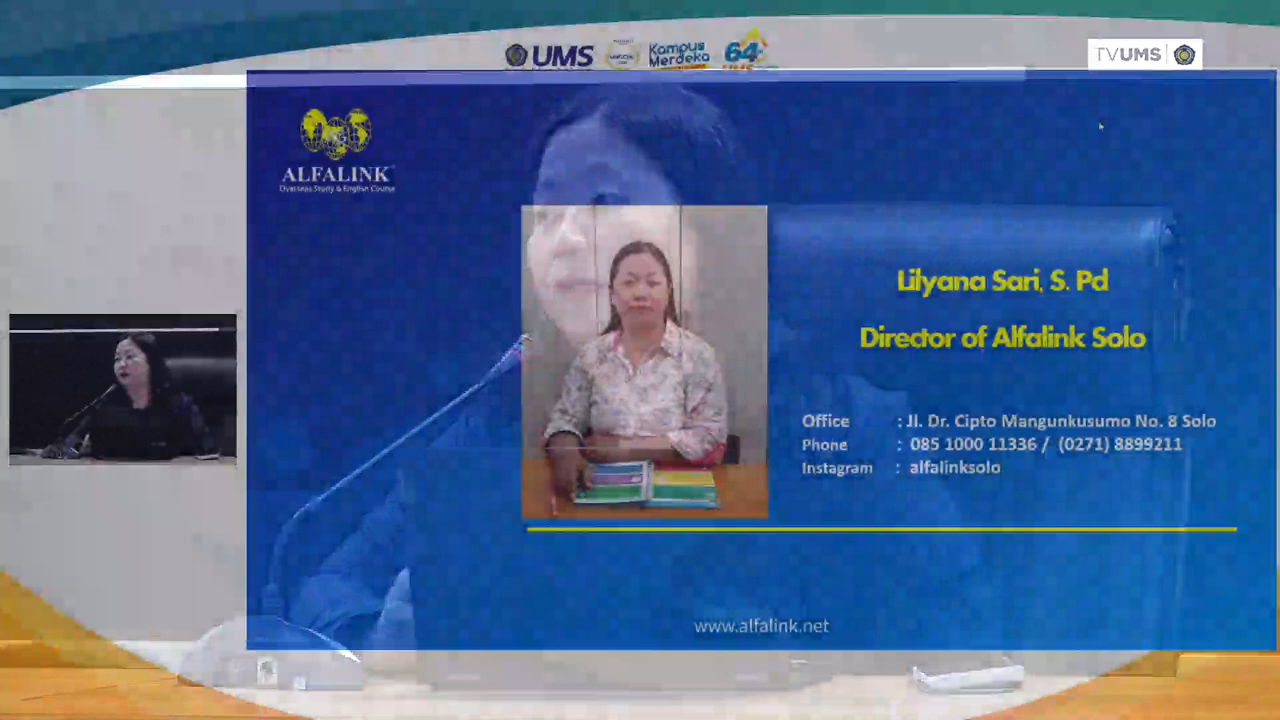 UMS
Kampus
Merdeka
64
UMS
TVUMS
ALFALINK
Overseas Study & English Course
Lilyana Sari, S. Pd
Director of Alfalink Solo
Office : Jl. Dr. Cipto Mangunkusumo No. 8 Solo
Phone : 085 1000 11336 / (0271) 8899211
Instagram : alfalinksolo
www.alfalink.net